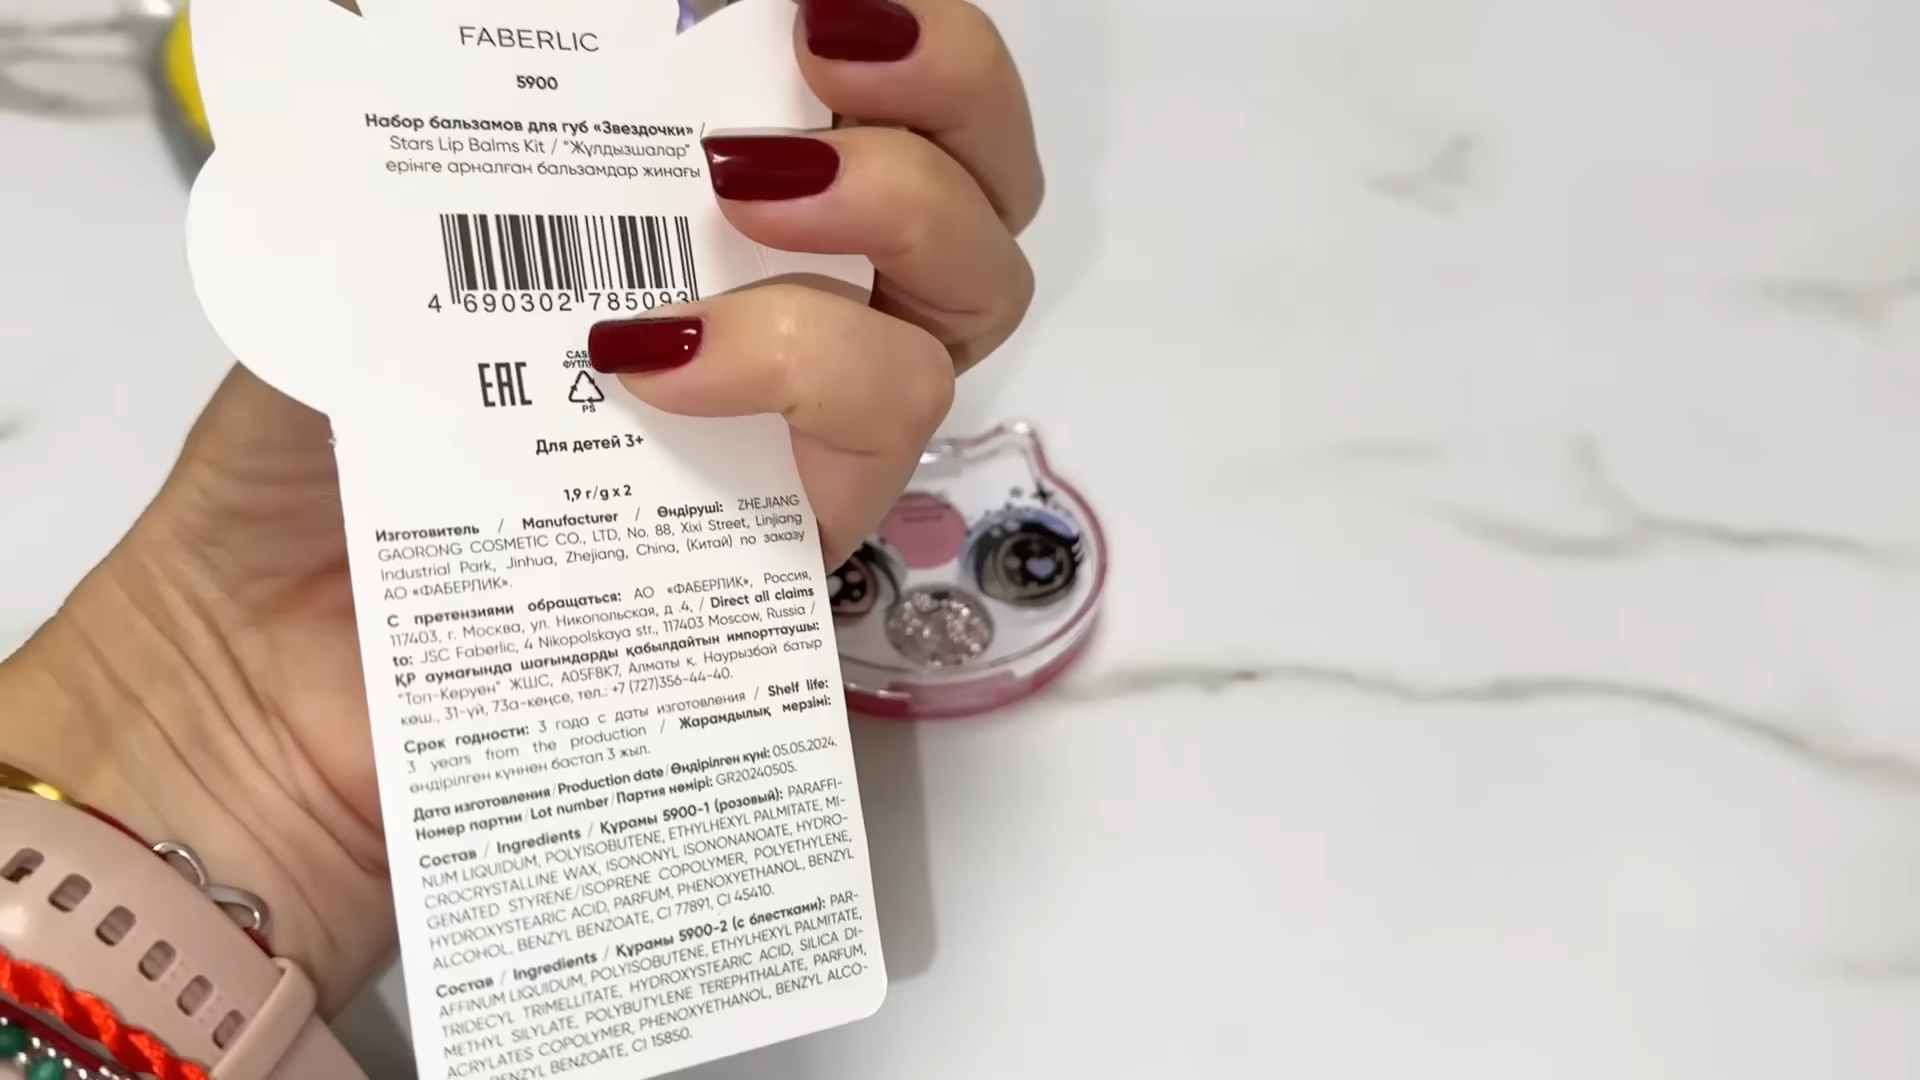 FABERLIC
5900
Набор бальзамов для губ «Звездочки» /
Stars Lip Balms Kit / "Жұлдызшалар"
ерінге арналған бальзамдар жинағы
4 690302 785093
EAC
ФУТЛ
PS
Для детей 3+
1,9 г/g x 2
Изготовитель / Manufacturer / Өндіруші: ZHEJIANG
GAORONG COSMETIC CO., LTD, No. 88, Xixi Street, Linjiang
Industrial Park, Jinhua, Zhejiang, China, (Китай) по заказу
АО «ФАБЕРЛИК».
С претензиями обращаться: АО «ФАБЕРЛИК», Россия,
117403, г. Москва, ул. Никопольская, д .4, / Direct all claims
to: JSC Faberlic, 4 Nikopolskaya str., 117403 Moscow, Russia /
ҚР аумағында шағымдарды қабылдайтын импорттаушы:
"Топ-Керуен" ЖШС, A05F8K7, Алматы қ. Наурызбай батыр
көш., 31-үй, 73а-кеңсе, тел.: +7 (727)356-44-40.
Срок годности: 3 года с даты изготовления / Shelf life:
3 years from the production / Жарамдылық мерзімі:
өндірілген күннен бастап 3 жыл.
Дата изготовления/Production date/Өндірілген күні: 05.05.2024.
Номер партии/Lot number/Партия нөмірі: GR20240505.
Состав / Ingredients / Құрамы 5900-1 (розовый): PARAFFI-
NUM LIQUIDUM, POLYISOBUTENE, ETHYLHEXYL PALMITATE, MI-
CROCRYSTALLINE WAX, ISONONYL ISONONANOATE, HYDRO-
GENATED STYRENE/ISOPRENE COPOLYMER, POLYETHYLENE,
HYDROXYSTEARIC ACID, PARFUM, PHENOXYETHANOL, BENZYL
ALCOHOL, BENZYL BENZOATE, CI 77891, CI 45410.
Состав / Ingredients / Құрамы 5900-2 (с блестками): PAR-
AFFINUM LIQUIDUM, POLYISOBUTENE, ETHYLHEXYL PALMITATE,
TRIDECYL TRIMELLITATE, HYDROXYSTEARIC ACID, SILICA DI-
METHYL SILYLATE, POLYBUTYLENE TEREPHTHALATE, PARFUM,
ACRYLATES COPOLYMER, PHENOXYETHANOL, BENZYL ALCO-
BENZYL BENZOATE, CI 15850.